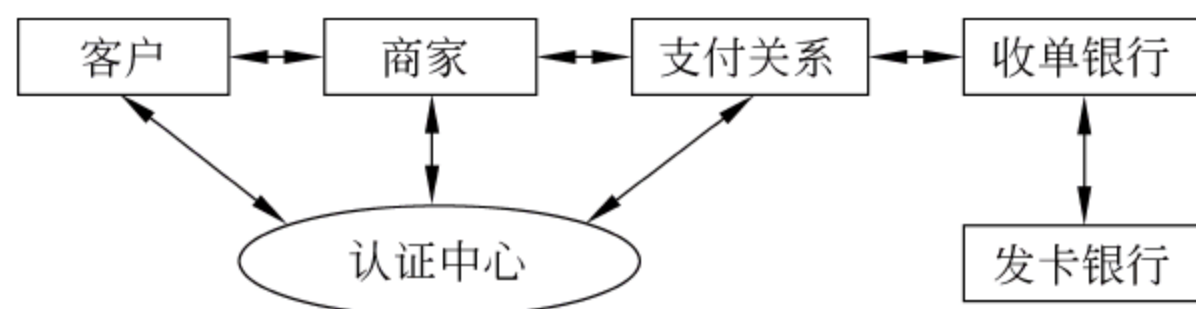 客户
商家
支付关系
收单银行
认证中心
发卡银行